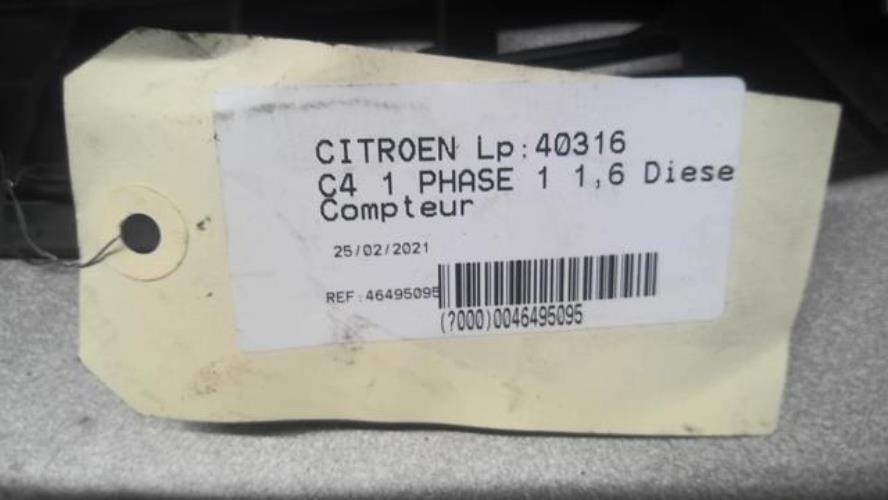 CITROEN Lp:40316
C4 1 PHASE 1 1,6 Diese
Compteur
25/02/2021
REF:46495095
(?000)0046495095